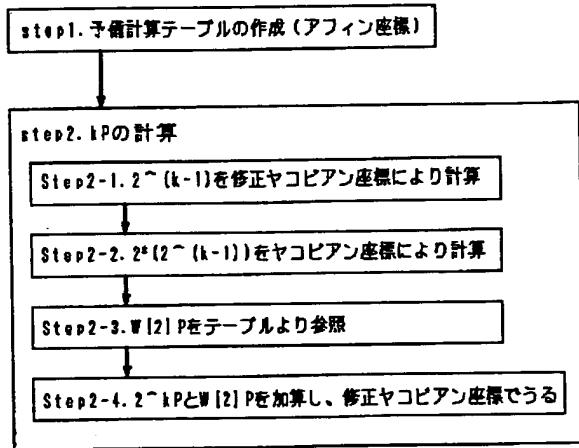 step1.予備計算テーブルの作成(アフィン座標)
step2.kPの計算
Step2-1.2^(k-1)を修正ヤコビアン座標により計算
Step2-2.2*(2^(k-1))をヤコビアン座標により計算
Step2-3.W[2]Pをテーブルより参照
Step2-4.2^kPとW[2]Pを加算し、修正ヤコビアン座標でうる